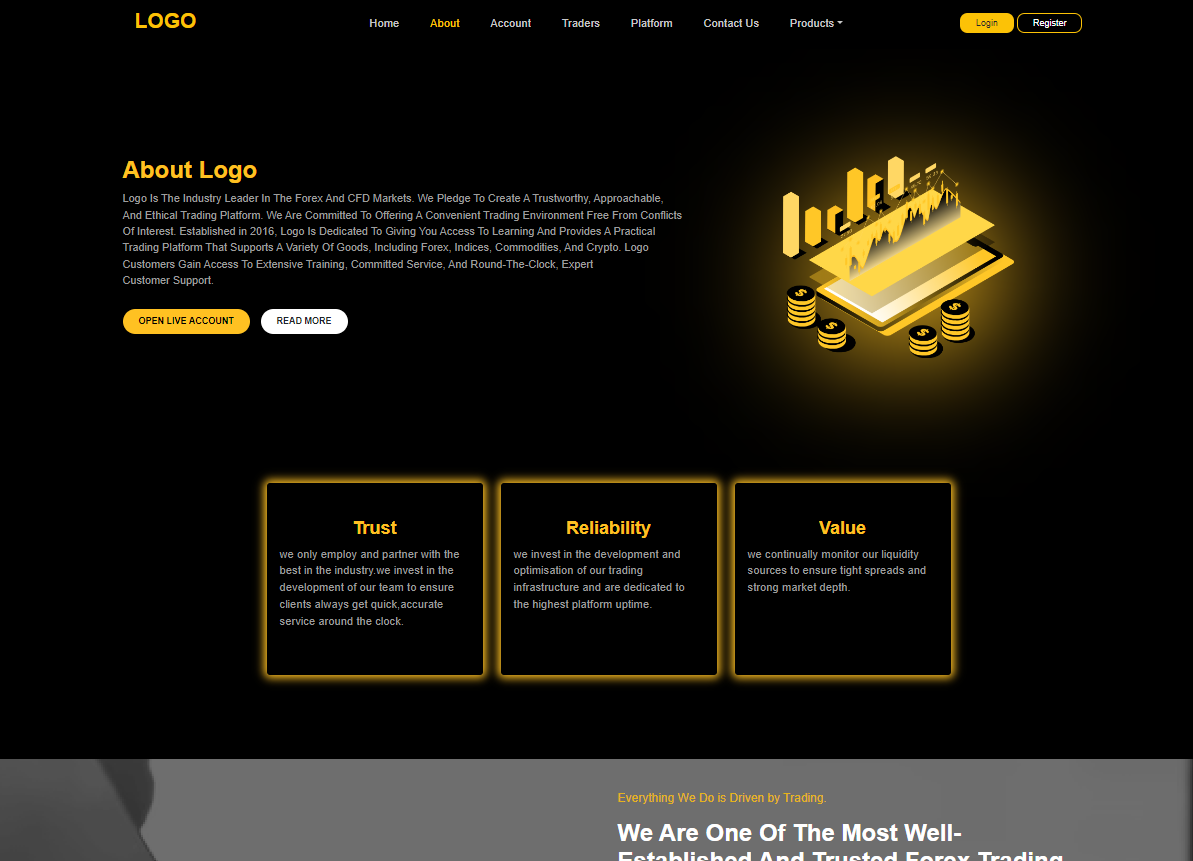 LOGO
Home About Account Traders Platform Contact Us Products
Login Register
About Logo
Logo Is The Industry Leader In The Forex And CFD Markets. We Pledge To Create A Trustworthy, Approachable,
And Ethical Trading Platform. We Are Committed To Offering A Convenient Trading Environment Free From Conflicts
Of Interest. Established in 2016, Logo Is Dedicated To Giving You Access To Learning And Provides A Practical
Trading Platform That Supports A Variety Of Goods, Including Forex, Indices, Commodities, And Crypto. Logo
Customers Gain Access To Extensive Training, Committed Service, And Round-The-Clock, Expert
Customer Support.
OPEN LIVE ACCOUNT READ MORE
Trust
we only employ and partner with the
best in the industry.we invest in the
development of our team to ensure
clients always get quick,accurate
service around the clock.
Reliability
we invest in the development and
optimisation of our trading
infrastructure and are dedicated to
the highest platform uptime.
Value
we continually monitor our liquidity
sources to ensure tight spreads and
strong market depth.
Everything We Do is Driven by Trading.
We Are One Of The Most Well-
Established And Trusted Forex Trading